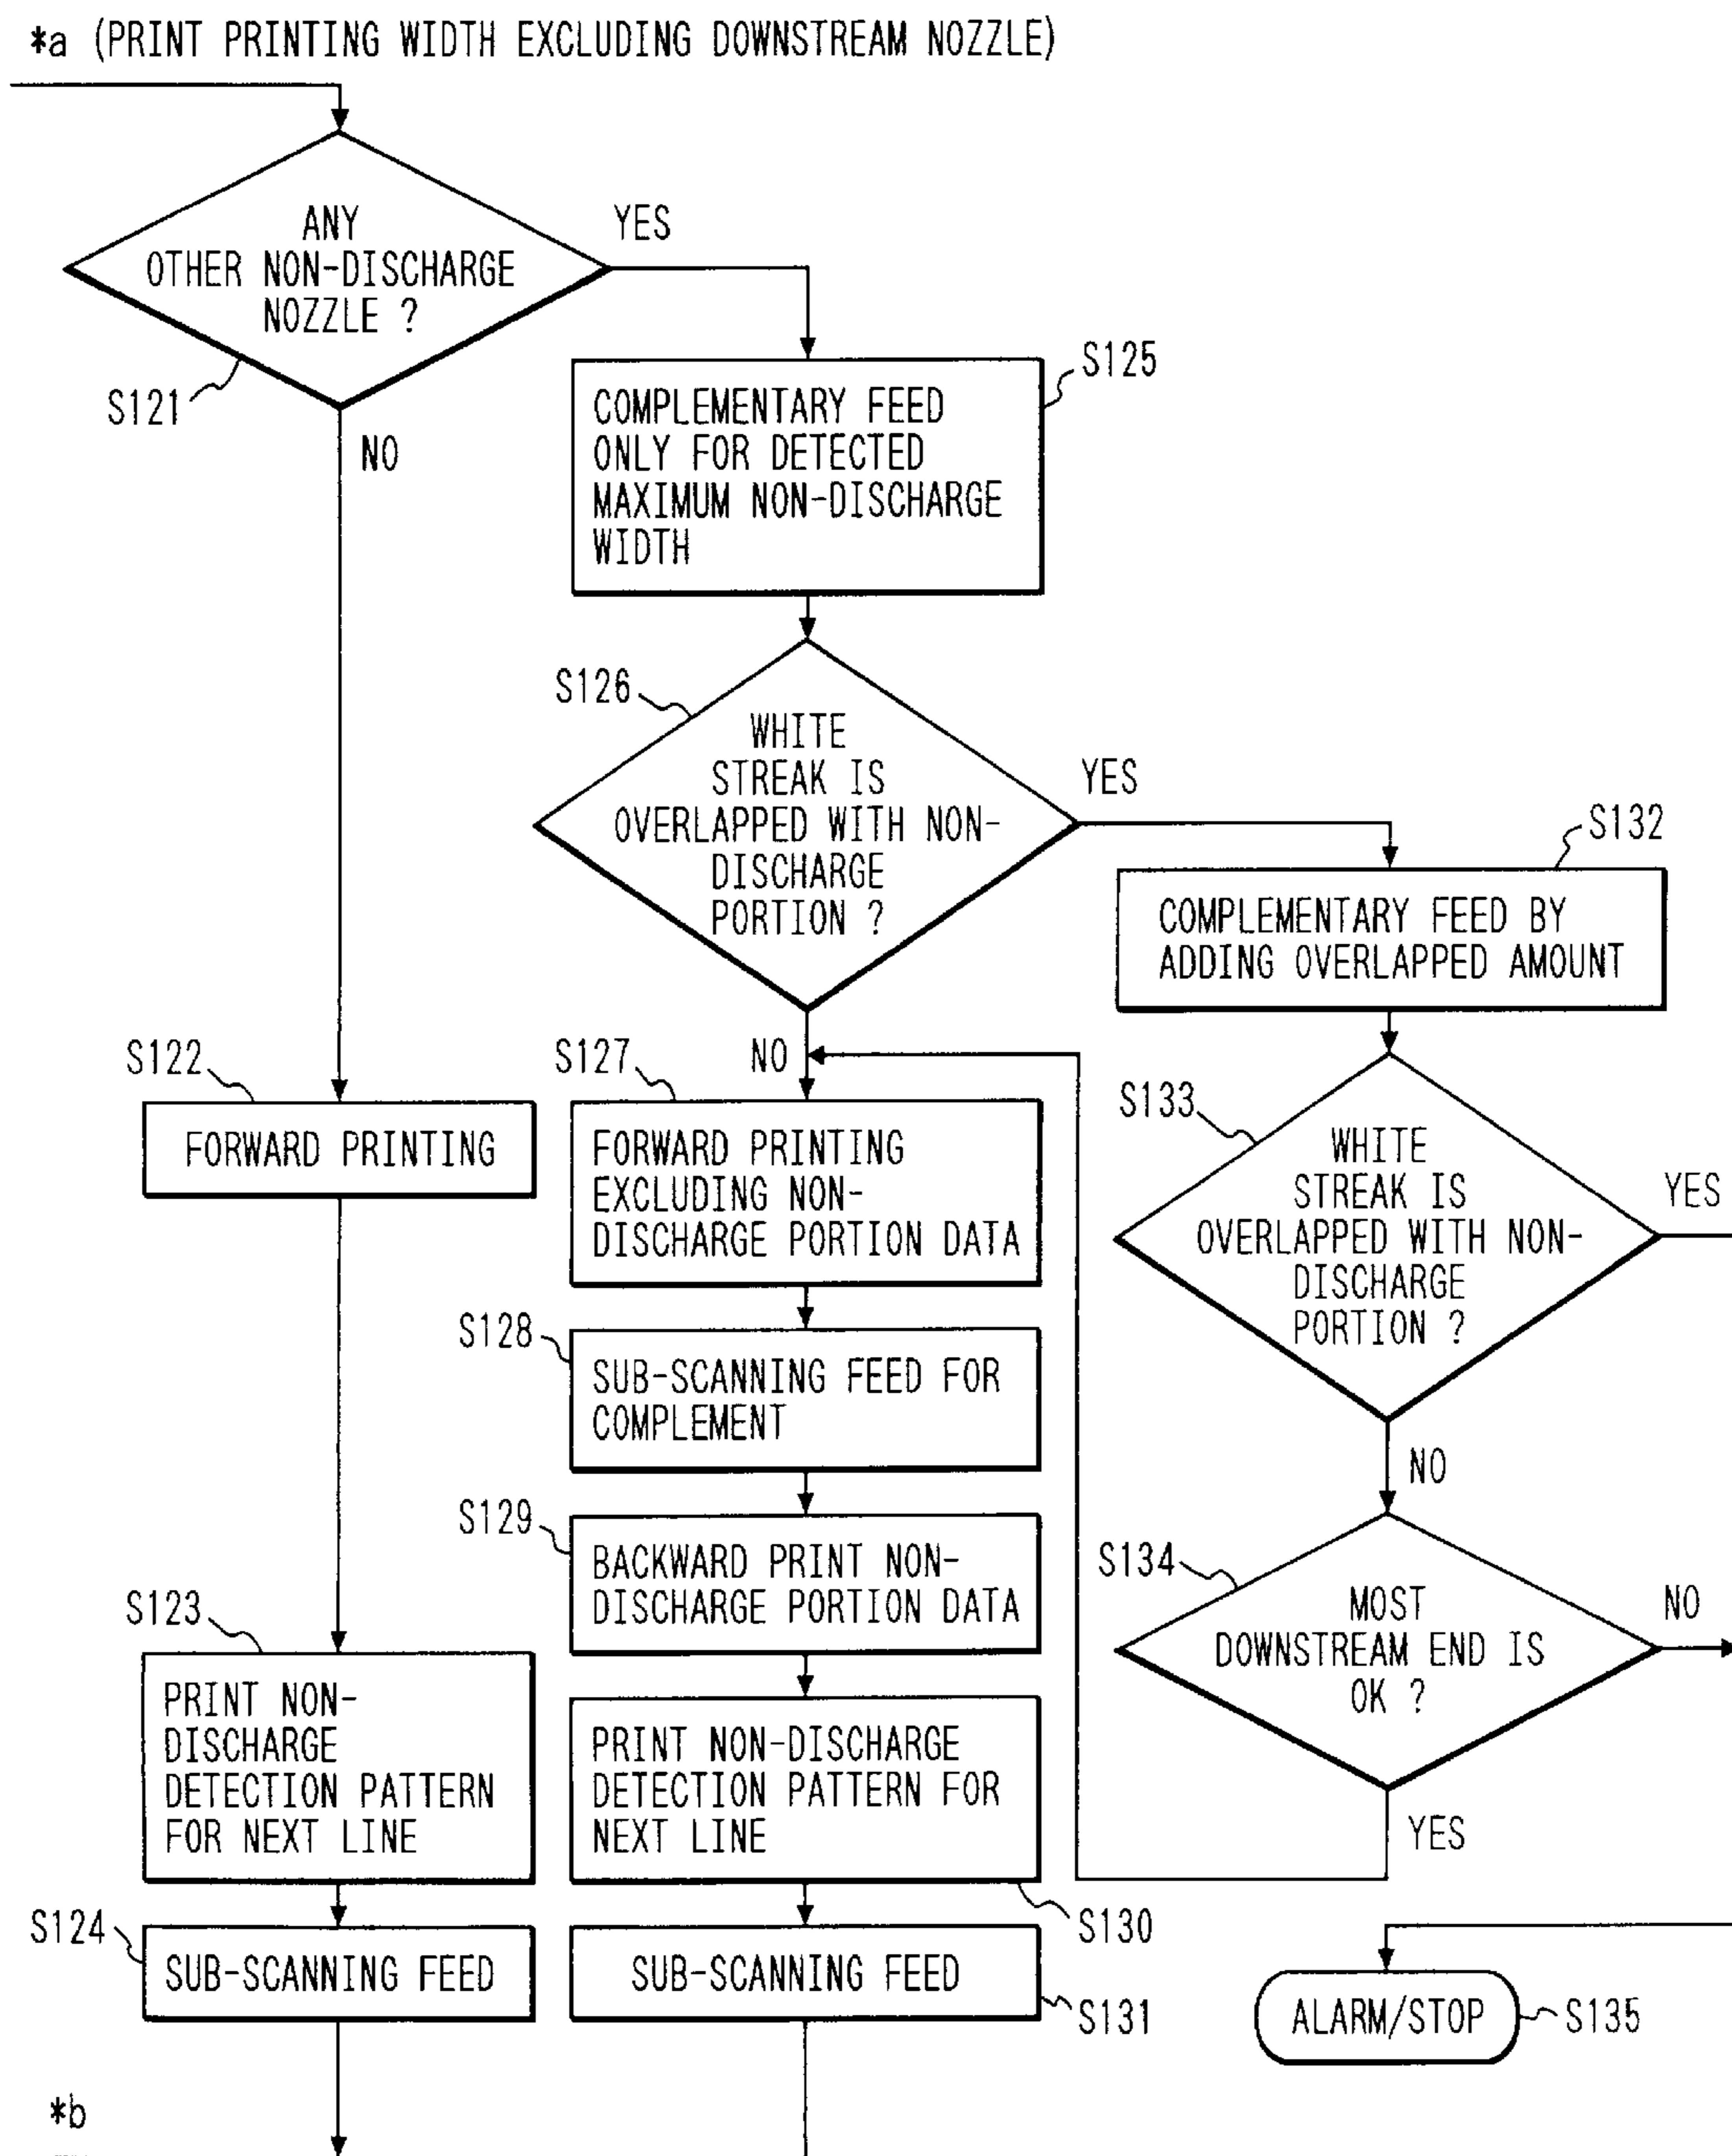 *a (PRINT PRINTING WIDTH EXCLUDING DOWNSTREAM NOZZLE)
ANY
OTHER NON-DISCHARGE
NOZZLE ?
YES
S121
NO
S125
COMPLEMENTARY FEED
ONLY FOR DETECTED
MAXIMUM NON-DISCHARGE
WIDTH
S126
WHITE
STREAK IS
OVERLAPPED WITH NON-
DISCHARGE
PORTION ?
YES
NO
S132
COMPLEMENTARY FEED BY
ADDING OVERLAPPED AMOUNT
S122
FORWARD PRINTING
S127
FORWARD PRINTING
EXCLUDING NON-
DISCHARGE PORTION DATA
S133
WHITE
STREAK IS
OVERLAPPED WITH NON-
DISCHARGE
PORTION ?
YES
NO
S128
SUB-SCANNING FEED FOR
COMPLEMENT
S129
BACKWARD PRINT NON-
DISCHARGE PORTION DATA
S134
MOST
DOWNSTREAM END IS
OK ?
NO
YES
S123
PRINT NON-
DISCHARGE
DETECTION PATTERN
FOR NEXT LINE
PRINT NON-DISCHARGE
DETECTION PATTERN FOR
NEXT LINE
S130
S124
SUB-SCANNING FEED
SUB-SCANNING FEED
S131
ALARM/STOP
S135
*b